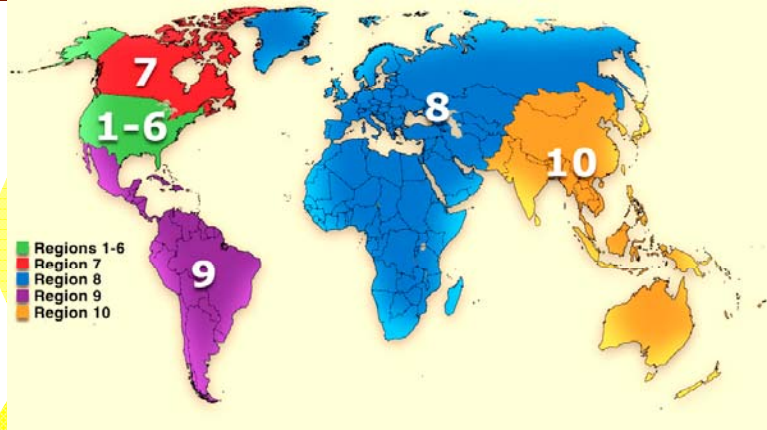 7
1-6
8
10
9
Regions 1-6
Region 7
Region 8
Region 9
Region 10